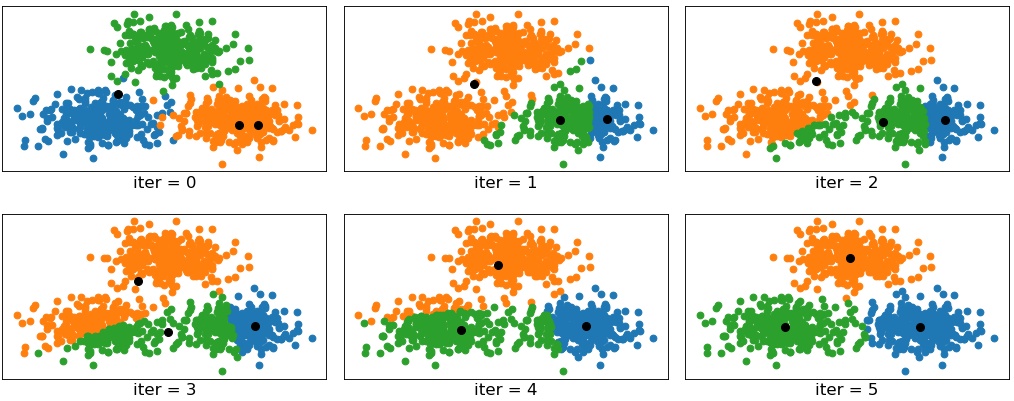 iter = 0
iter = 1
iter = 2
iter = 3
iter = 4
iter = 5